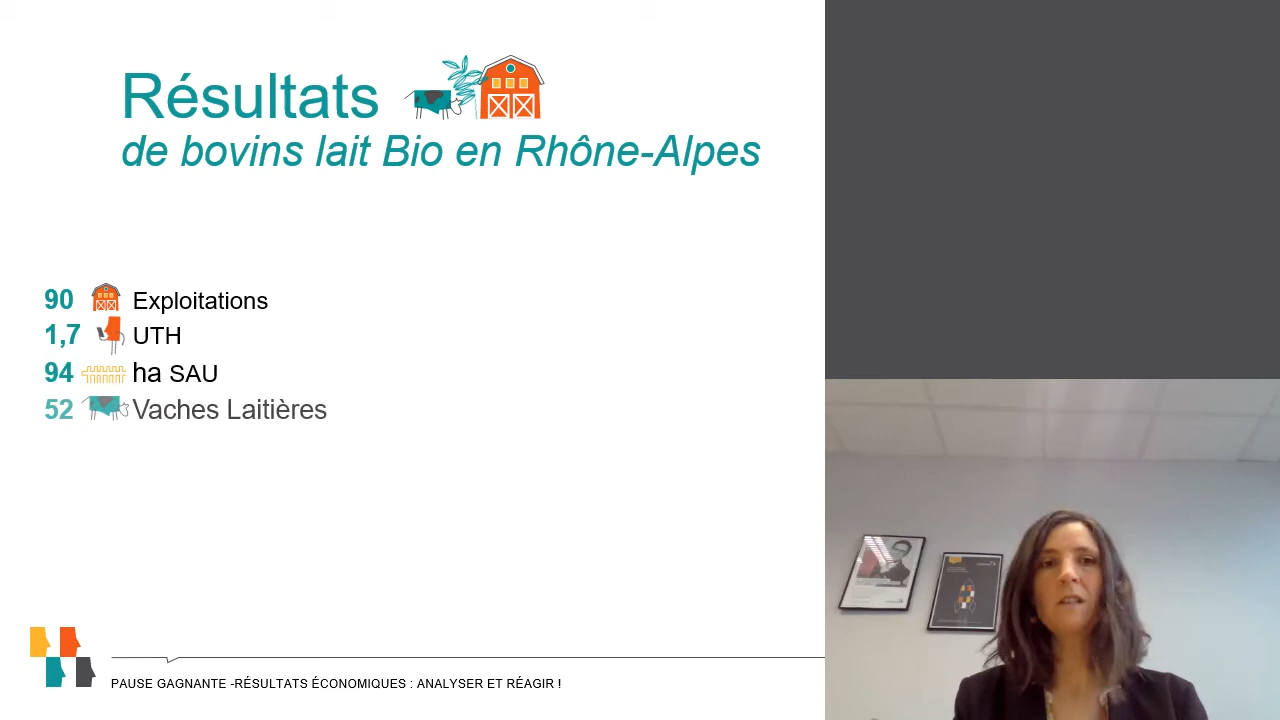 Résultats
de bovins lait Bio en Rhône-Alpes
90 Exploitations
1,7 UTH
94 ha SAU
52 Vaches Laitières
PAUSE GAGNANTE -RÉSULTATS ÉCONOMIQUES : ANALYSER ET RÉAGIR !